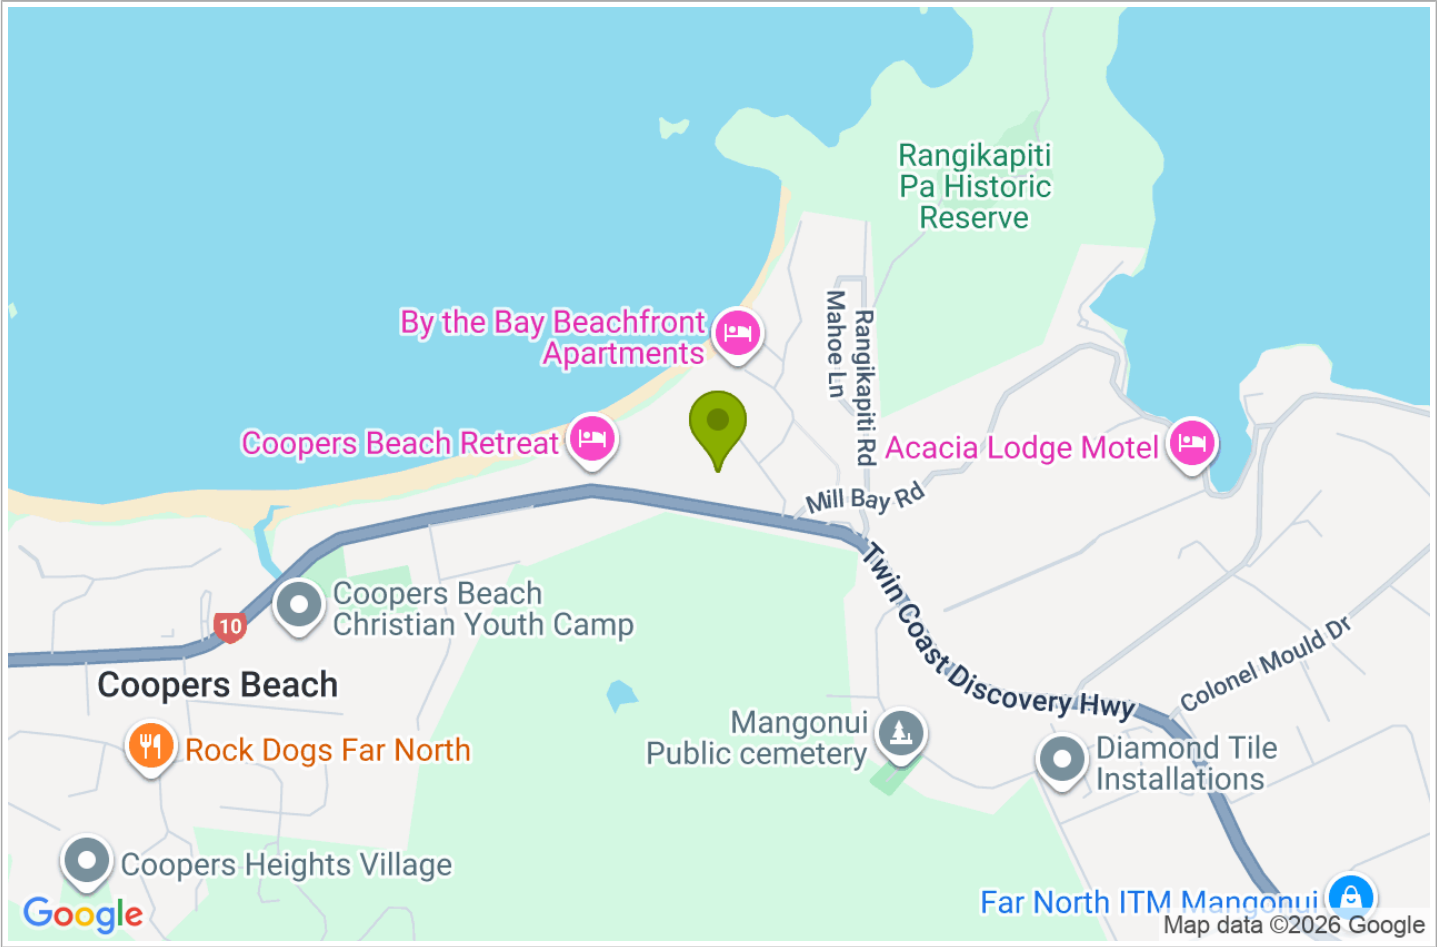 Rangikapiti
Pa Historic
Reserve
Mahoe Ln
Rangikapiti Rd
By the Bay Beachfront
Apartments
Coopers Beach Retreat
Acacia Lodge Motel
Mill Bay Rd
Twin Coast Discovery Hwy
Coopers Beach
Christian Youth Camp
10
Coopers Beach
Colonel Mould Dr
Mangonui
Public cemetery
Rock Dogs Far North
Diamond Tile
Installations
Coopers Heights Village
Far North ITM Mangonui
Google
Map data ©2026 Google